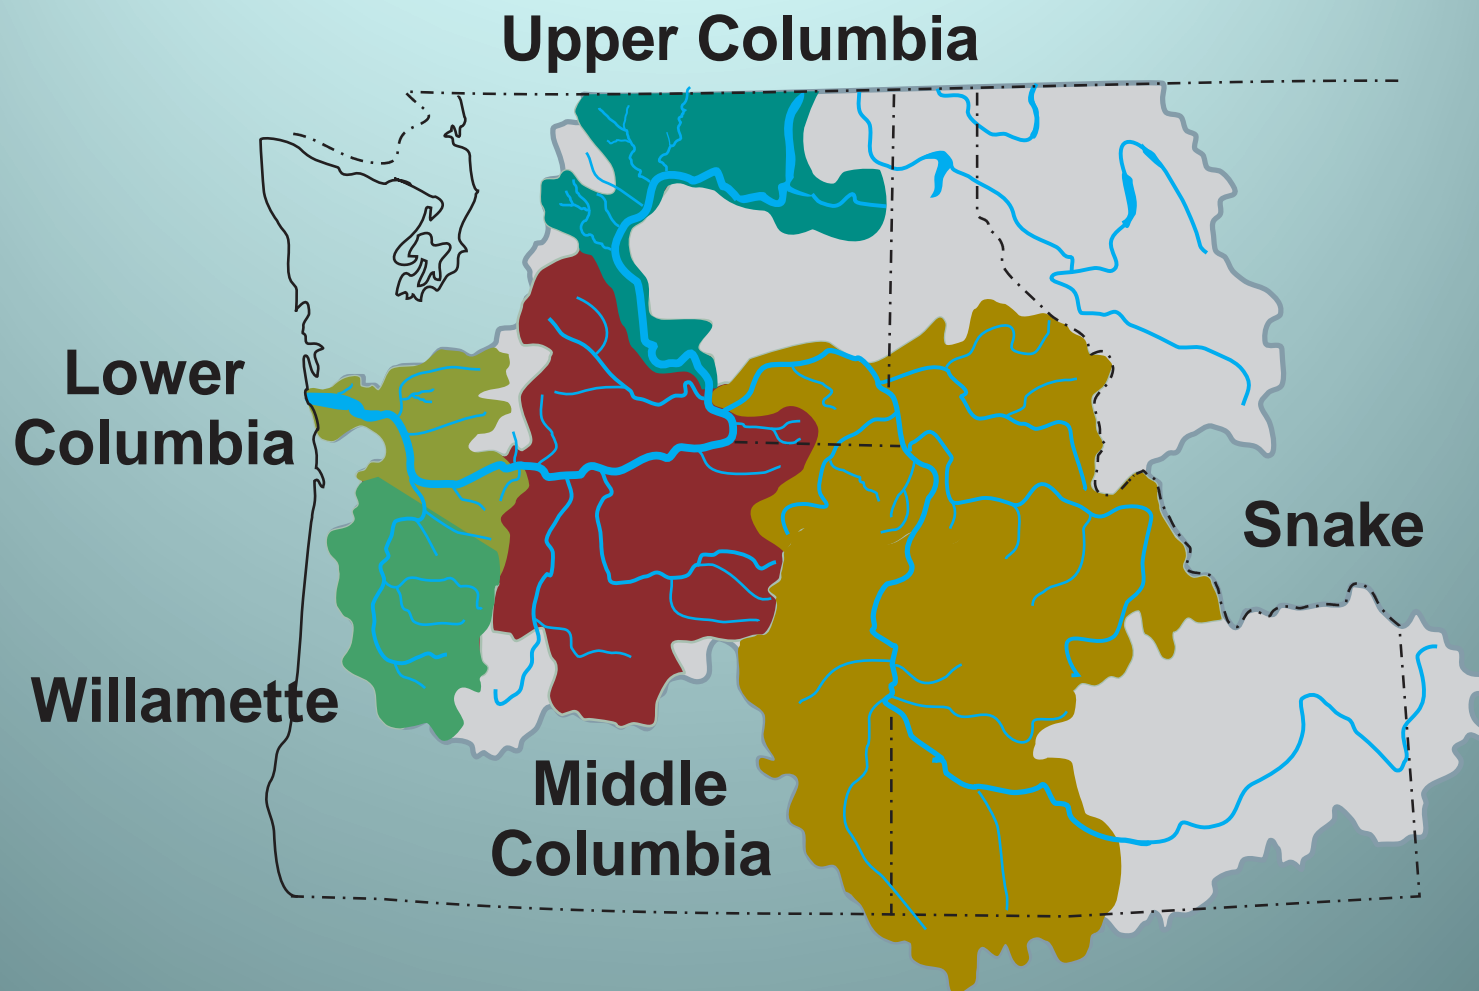 Upper Columbia
Lower
Columbia
Snake
Willamette
Middle
Columbia